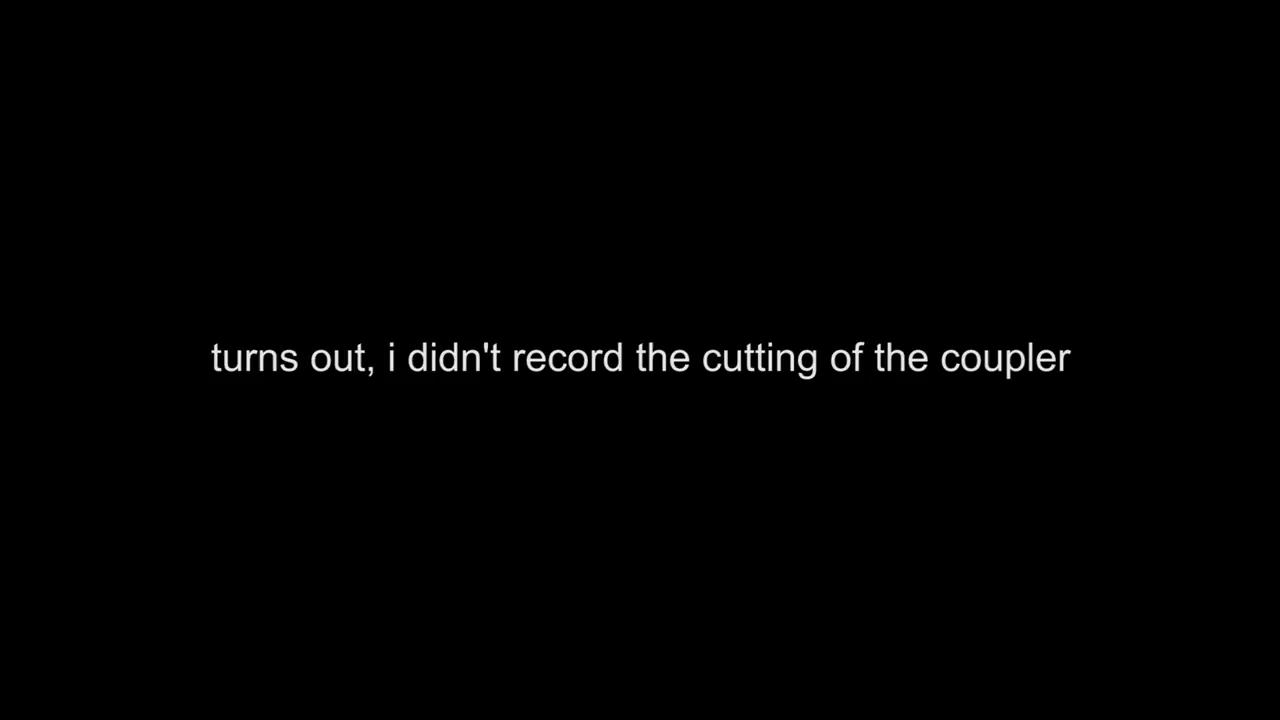 turns out, i didn't record the cutting of the coupler